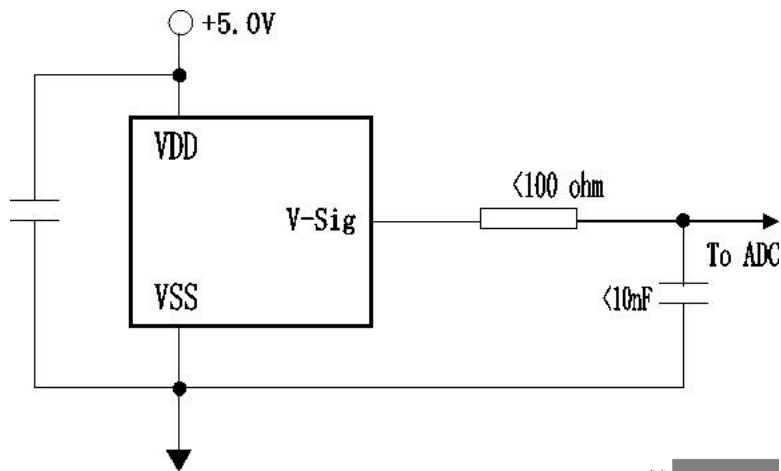 +5.0V
VDD
<100 ohm
V-Sig
To ADC
VSS
<10nF